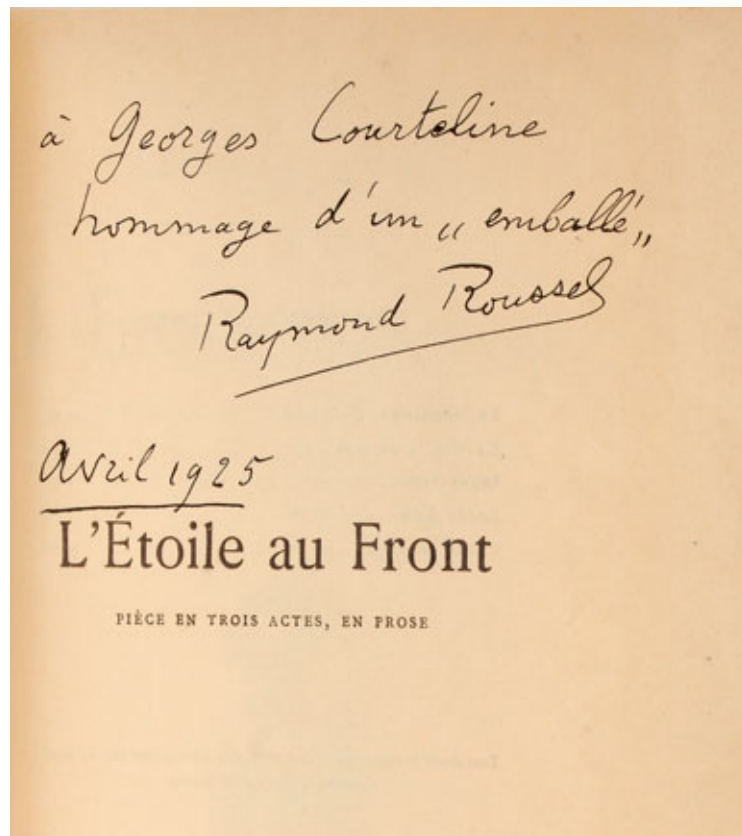 à Georges Courteline
hommage d'un „ emballé „
Raymond Roussel
Avril 1925
L'Étoile au Front
PIÈCE EN TROIS ACTES, EN PROSE